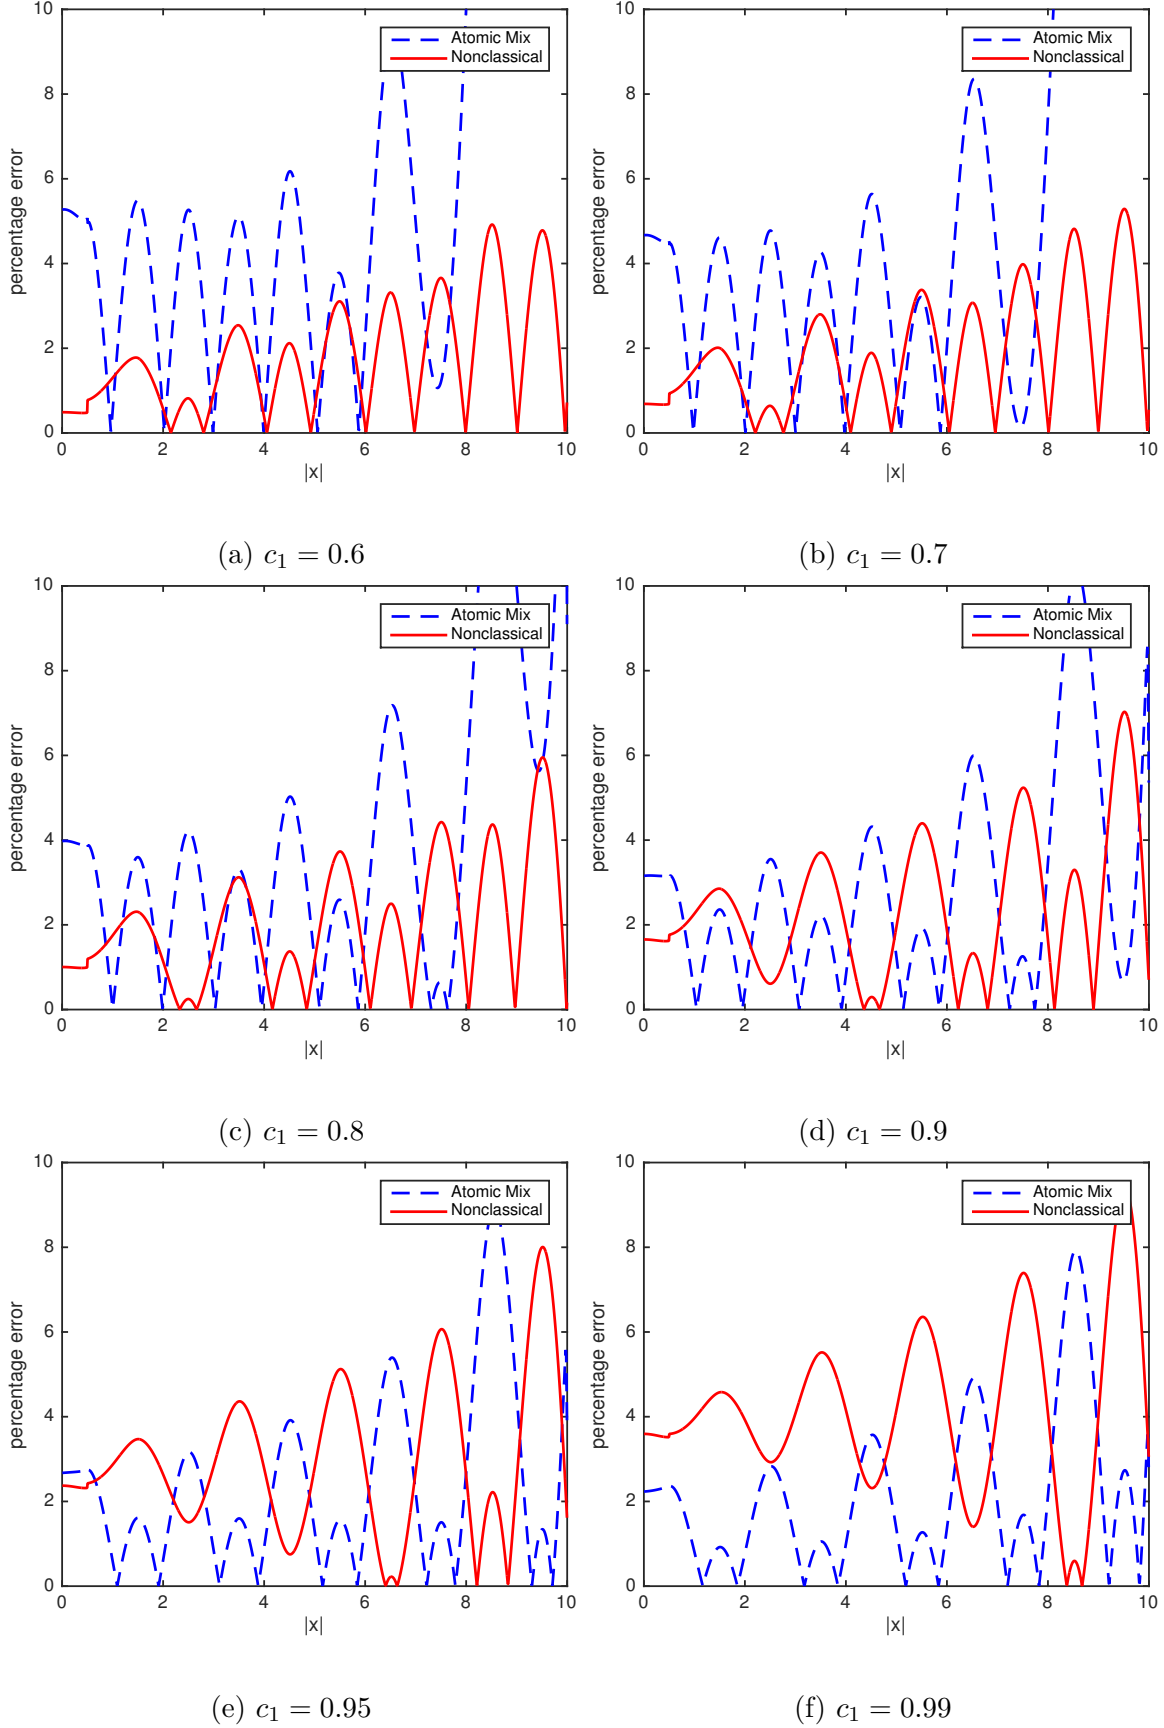 10
8
6
4
2
0
percentage error
0 2 4 6 8 10
|x|
Atomic Mix
Nonclassical
(a) c₁ = 0.6
10
8
6
4
2
0
percentage error
0 2 4 6 8 10
|x|
Atomic Mix
Nonclassical
(b) c₁ = 0.7
10
8
6
4
2
0
percentage error
0 2 4 6 8 10
|x|
Atomic Mix
Nonclassical
(c) c₁ = 0.8
10
8
6
4
2
0
percentage error
0 2 4 6 8 10
|x|
Atomic Mix
Nonclassical
(d) c₁ = 0.9
10
8
6
4
2
0
percentage error
0 2 4 6 8 10
|x|
Atomic Mix
Nonclassical
(e) c₁ = 0.95
10
8
6
4
2
0
percentage error
0 2 4 6 8 10
|x|
Atomic Mix
Nonclassical
(f) c₁ = 0.99